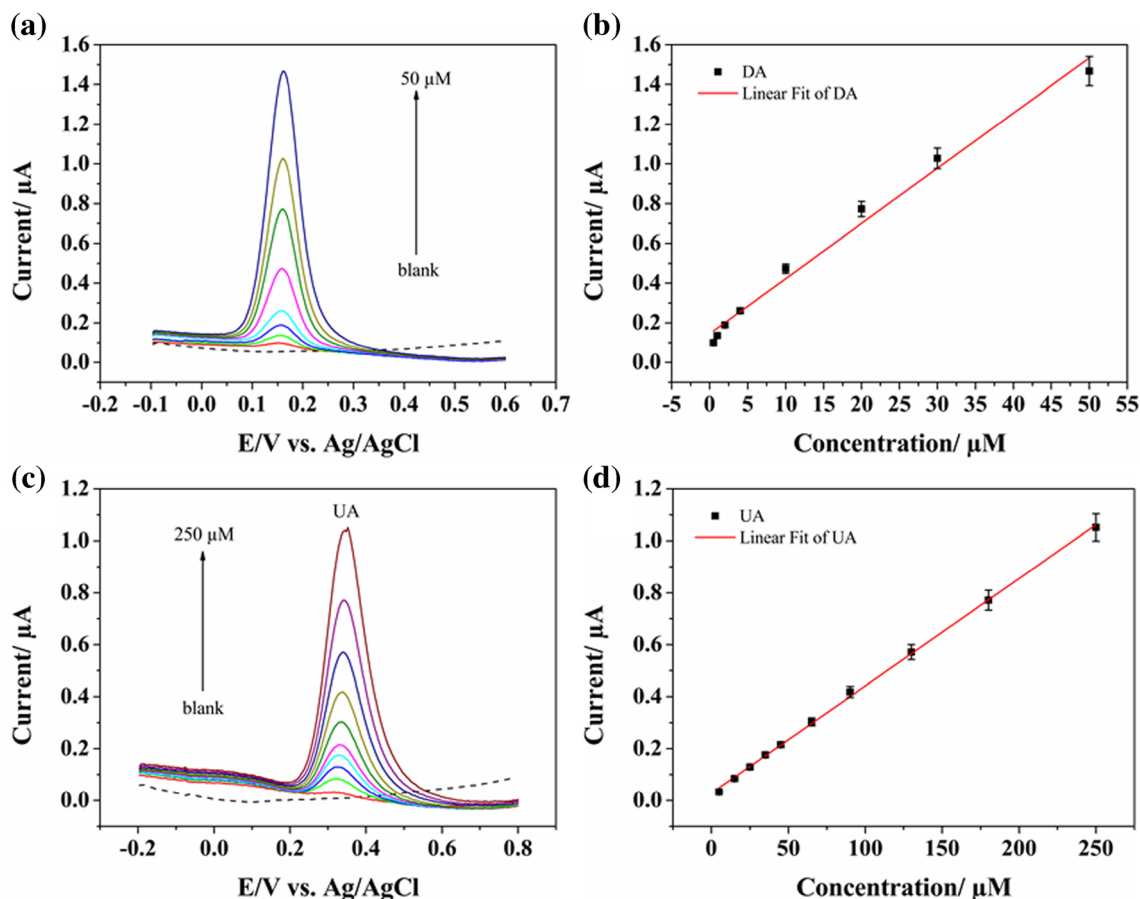 (a)
1.6
1.4
1.2
1.0
0.8
0.6
0.4
0.2
0.0
Current/ µA
50 µM
blank
-0.2 -0.1 0.0 0.1 0.2 0.3 0.4 0.5 0.6 0.7
E/V vs. Ag/AgCl
(b)
1.6
1.4
1.2
1.0
0.8
0.6
0.4
0.2
0.0
Current/ µA
DA
Linear Fit of DA
-5 0 5 10 15 20 25 30 35 40 45 50 55
Concentration/ µM
(c)
1.2
1.0
0.8
0.6
0.4
0.2
0.0
Current/ µA
UA
250 µM
blank
-0.2 0.0 0.2 0.4 0.6 0.8
E/V vs. Ag/AgCl
(d)
1.2
1.0
0.8
0.6
0.4
0.2
0.0
Current/ µA
UA
Linear Fit of UA
0 50 100 150 200 250
Concentration/ µM